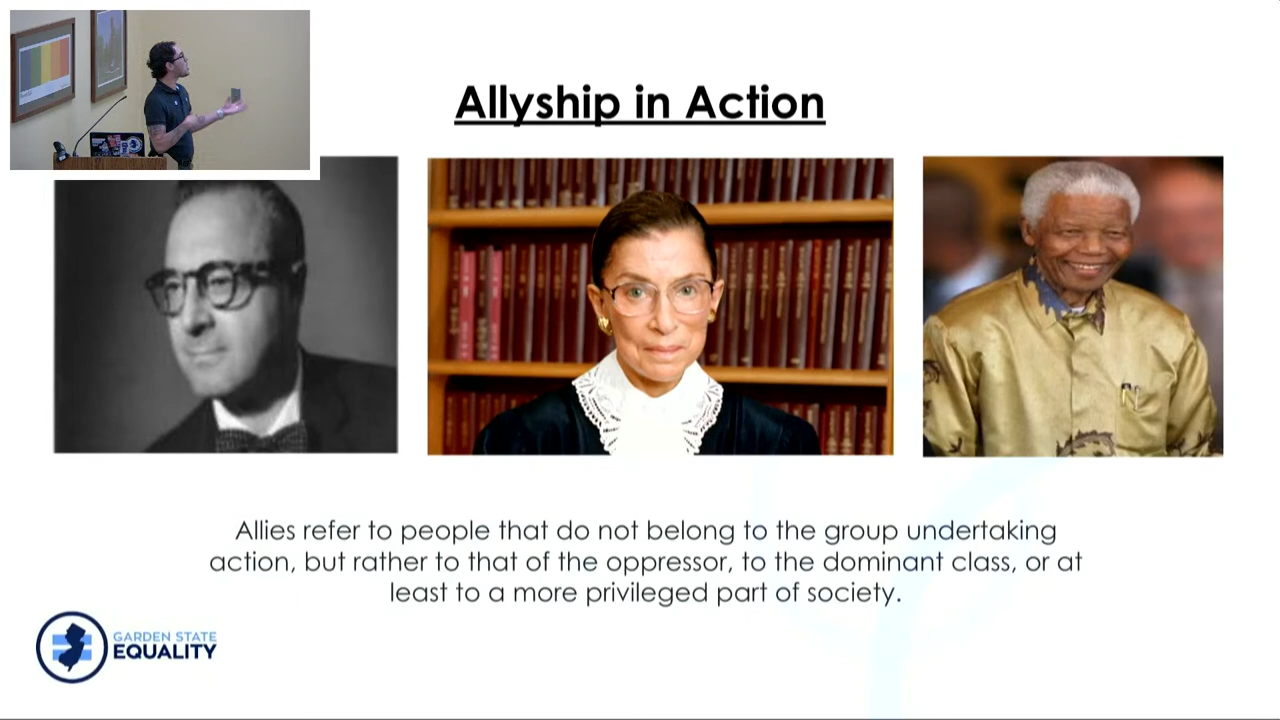 Allyship in Action
Allies refer to people that do not belong to the group undertaking
action, but rather to that of the oppressor, to the dominant class, or at
least to a more privileged part of society.
GARDEN STATE
EQUALITY